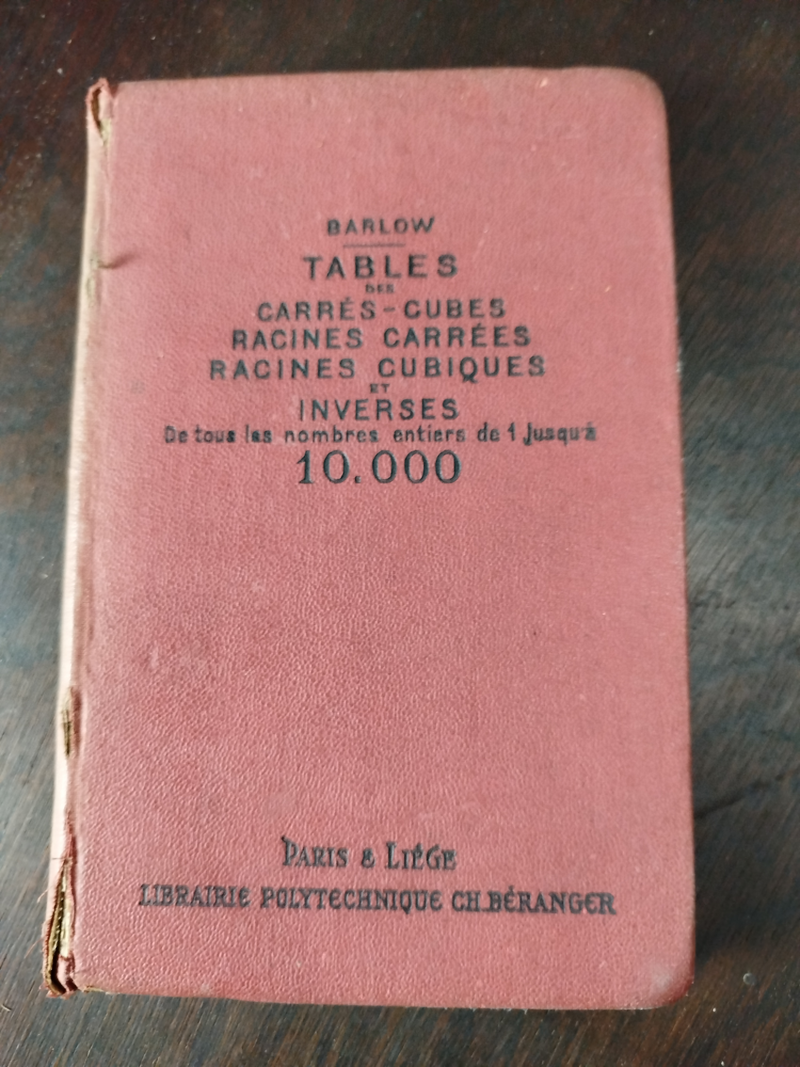 BARLOW
TABLES
DES
CARRÉS-CUBES
RACINES CARRÉES
RACINES CUBIQUES
ET
INVERSES
De tous les nombres entiers de 1 jusqu'à
10.000
PARIS & LIÉGE
LIBRAIRIE POLYTECHNIQUE CH. BÉRANGER